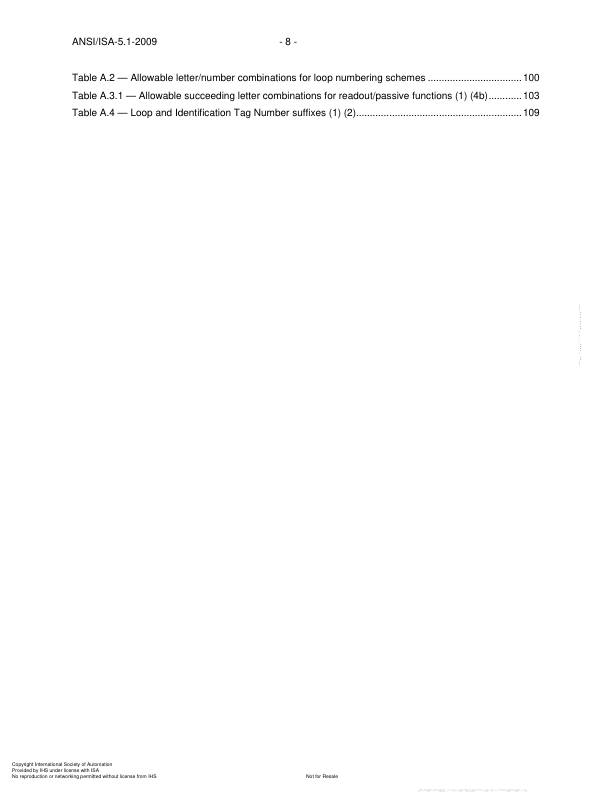 ANSI/ISA-5.1-2009 - 8 -
Table A.2 — Allowable letter/number combinations for loop numbering schemes ................................ 100
Table A.3.1 — Allowable succeeding letter combinations for readout/passive functions (1) (4b)............ 103
Table A.4 — Loop and Identification Tag Number suffixes (1) (2)............................................................... 109
Copyright International Society of Automation
Provided by IHS under license with ISA
No reproduction or networking permitted without license from IHS Not for Resale